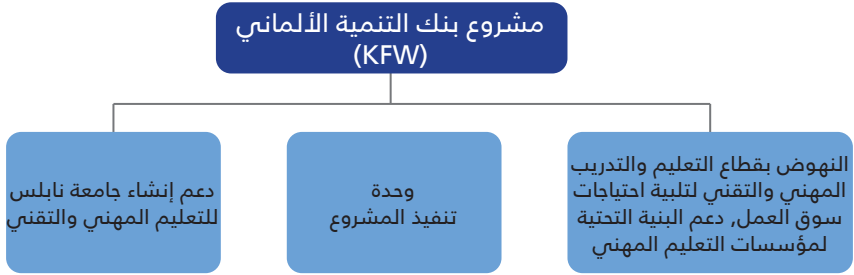 مشروع بنك التنمية الألماني
(KFW)
النهوض بقطاع التعليم والتدريب
المهني والتقني لتلبية احتياجات
سوق العمل, دعم البنية التحتية
لمؤسسات التعليم المهني
وحدة
تنفيذ المشروع
دعم إنشاء جامعة نابلس
للتعليم المهني والتقني